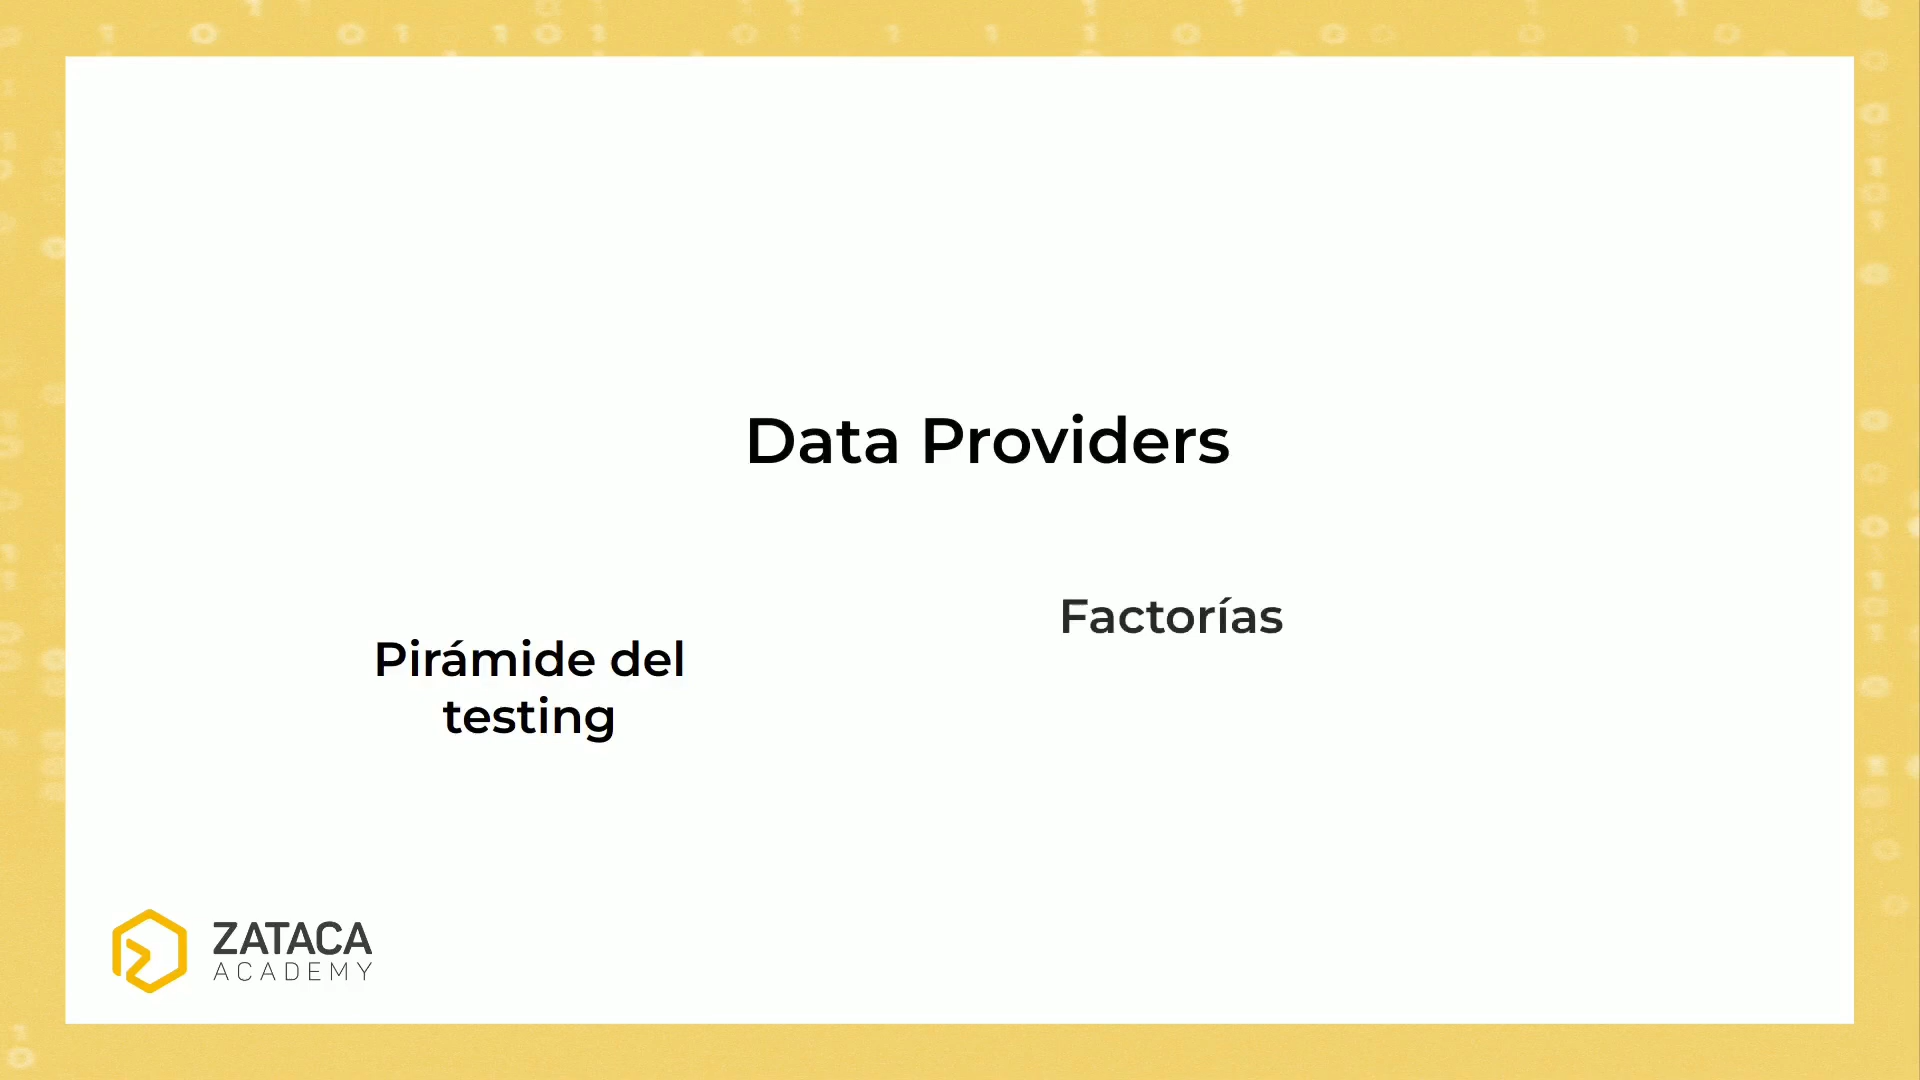 Data Providers
Factorías
Pirámide del
testing
ZATACA
ACADEMY